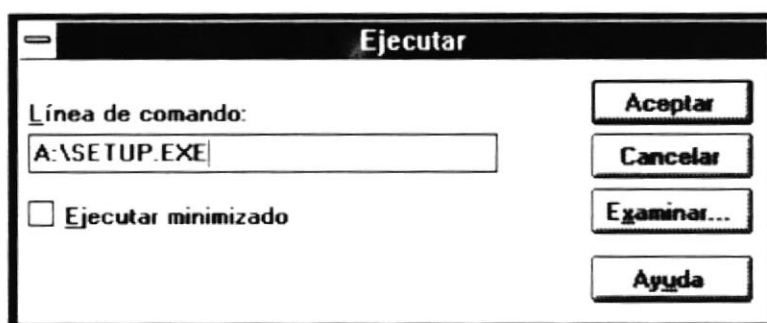 Ejecutar
Línea de comando:
A:\SETUP.EXE
Ejecutar minimizado
Aceptar
Cancelar
Examinar...
Ayuda